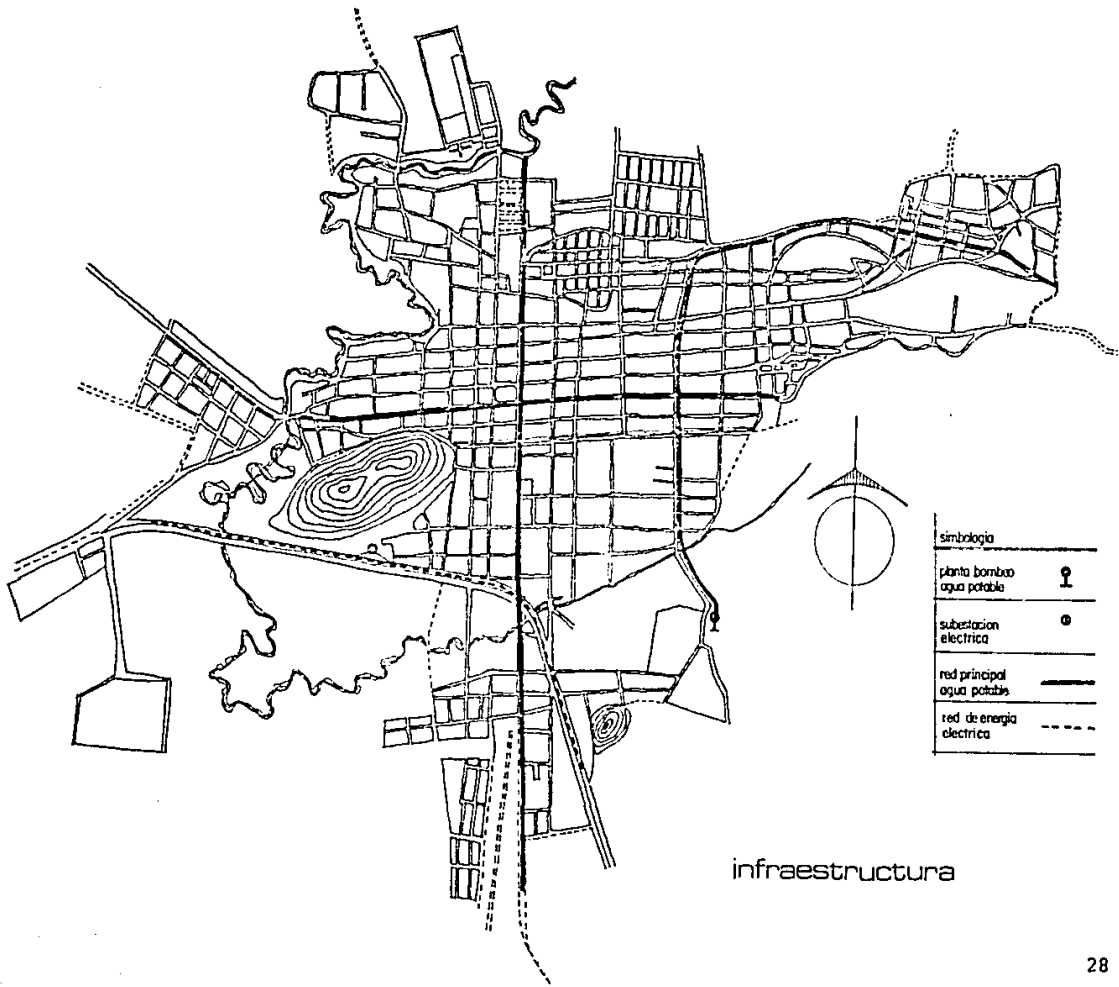 simbologia
planta bombeo
agua potable
subestacion
electrica
red principal
agua potable
red de energia
electrica
infraestructura
28